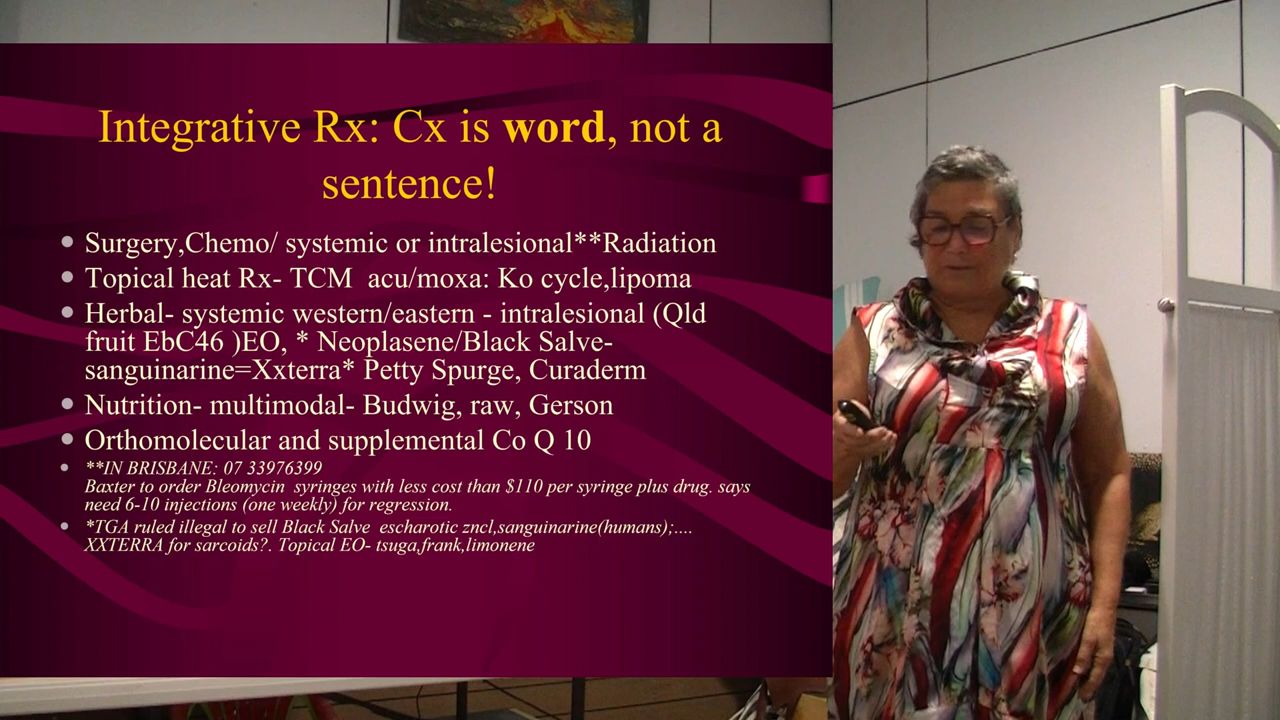 Integrative Rx: Cx is word, not a
sentence!
Surgery,Chemo/ systemic or intralesional**Radiation
Topical heat Rx- TCM  acu/moxa: Ko cycle,lipoma
Herbal- systemic western/eastern - intralesional (Qld
fruit EbC46 )EO, * Neoplasene/Black Salve-
sanguinarine=Xxterra* Petty Spurge, Curaderm
Nutrition- multimodal- Budwig, raw, Gerson
Orthomolecular and supplemental Co Q 10
**IN BRISBANE: 07 33976399
Baxter to order Bleomycin  syringes with less cost than $110 per syringe plus drug. says
need 6-10 injections (one weekly) for regression.
*TGA ruled illegal to sell Black Salve  escharotic zncl,sanguinarine(humans);....
XXTERRA for sarcoids?. Topical EO- tsuga,frank,limonene